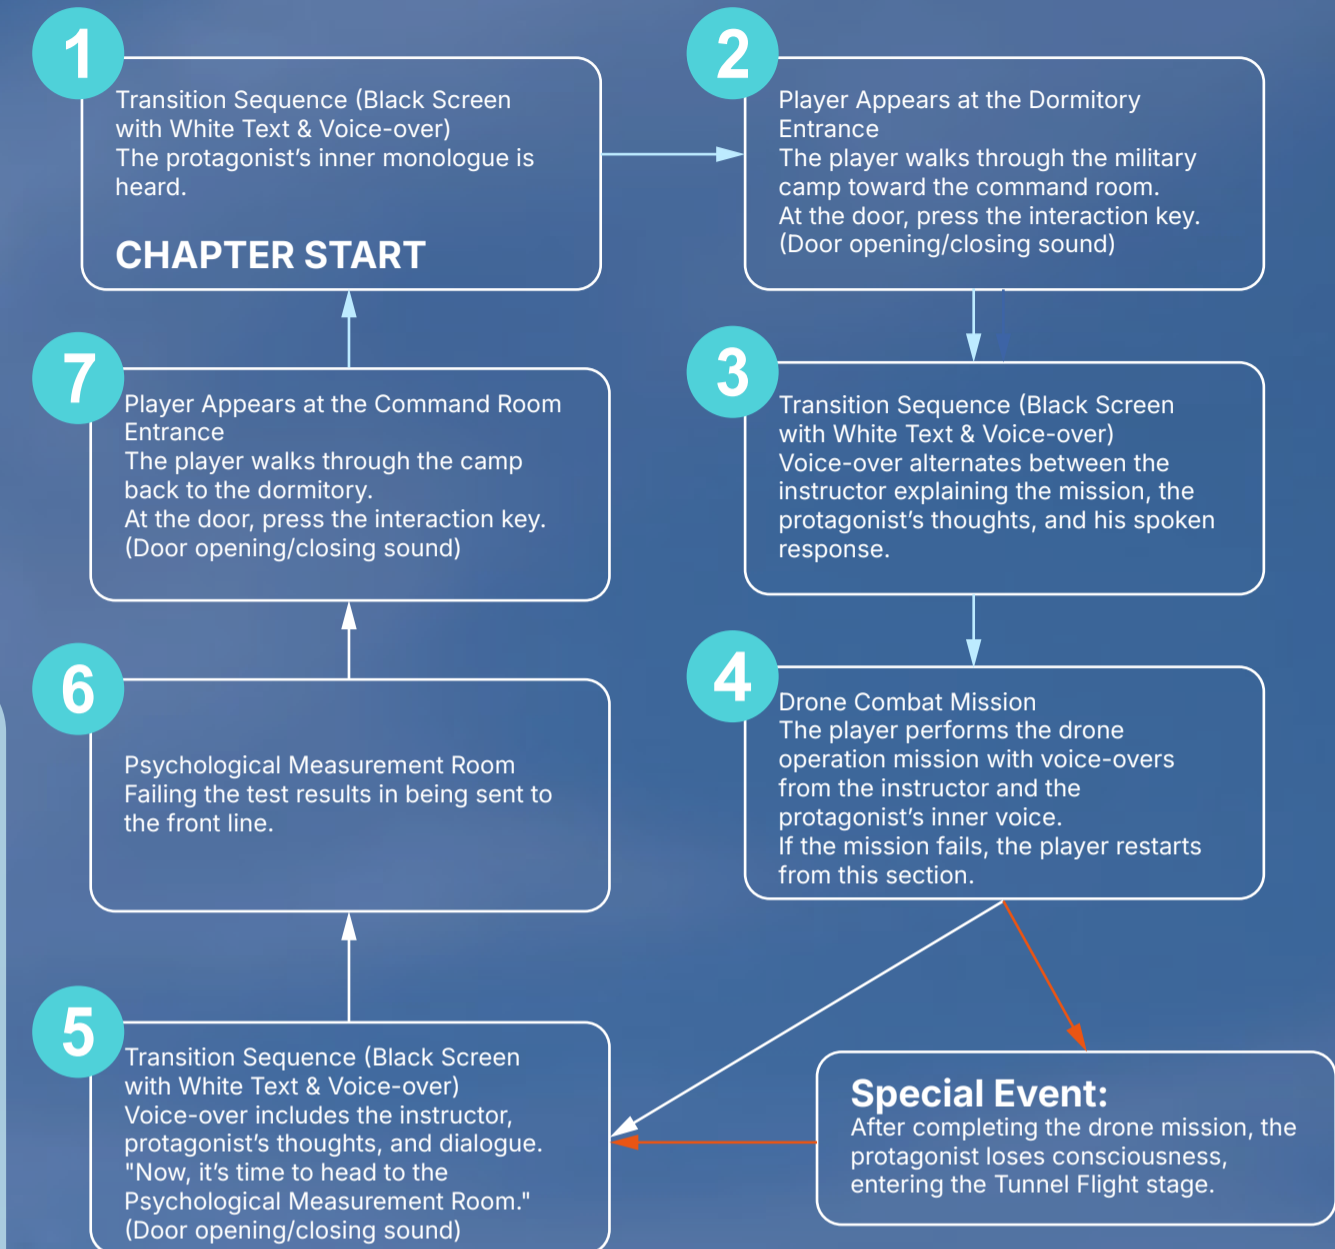 1
Transition Sequence (Black Screen
with White Text & Voice-over)
The protagonist’s inner monologue is
heard.
CHAPTER START
2
Player Appears at the Dormitory
Entrance
The player walks through the military
camp toward the command room.
At the door, press the interaction key.
(Door opening/closing sound)
3
Transition Sequence (Black Screen
with White Text & Voice-over)
Voice-over alternates between the
instructor explaining the mission, the
protagonist’s thoughts, and his spoken
response.
4
Drone Combat Mission
The player performs the drone
operation mission with voice-overs
from the instructor and the
protagonist’s inner voice.
If the mission fails, the player restarts
from this section.
Special Event:
After completing the drone mission, the
protagonist loses consciousness,
entering the Tunnel Flight stage.
5
Transition Sequence (Black Screen
with White Text & Voice-over)
Voice-over includes the instructor,
protagonist’s thoughts, and dialogue.
"Now, it’s time to head to the
Psychological Measurement Room."
(Door opening/closing sound)
6
Psychological Measurement Room
Failing the test results in being sent to
the front line.
7
Player Appears at the Command Room
Entrance
The player walks through the camp
back to the dormitory.
At the door, press the interaction key.
(Door opening/closing sound)